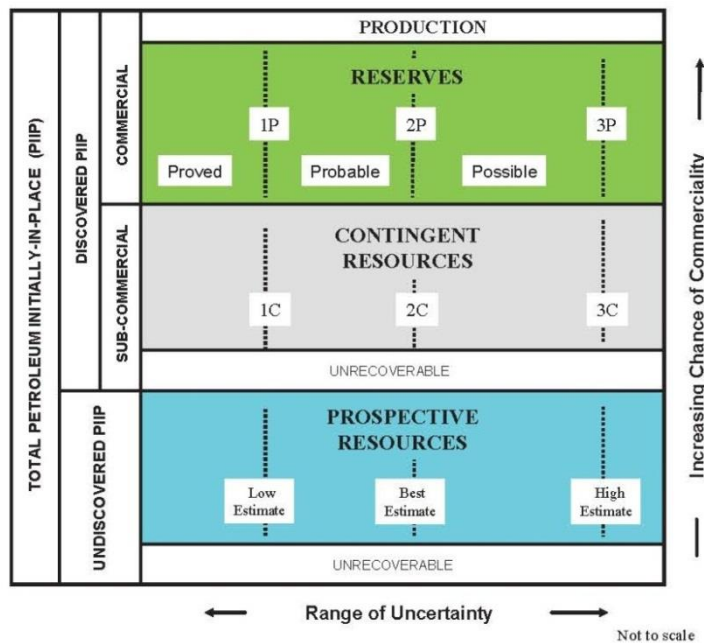 TOTAL PETROLEUM INITIALLY-IN-PLACE (PIIP)
DISCOVERED PIIP
COMMERCIAL
PRODUCTION
RESERVES
1P
2P
3P
Proved
Probable
Possible
SUB-COMMERCIAL
CONTINGENT
RESOURCES
1C
2C
3C
UNRECOVERABLE
UNDISCOVERED PIIP
PROSPECTIVE
RESOURCES
Low
Estimate
Best
Estimate
High
Estimate
UNRECOVERABLE
Increasing Chance of Commerciality
Range of Uncertainty
Not to scale